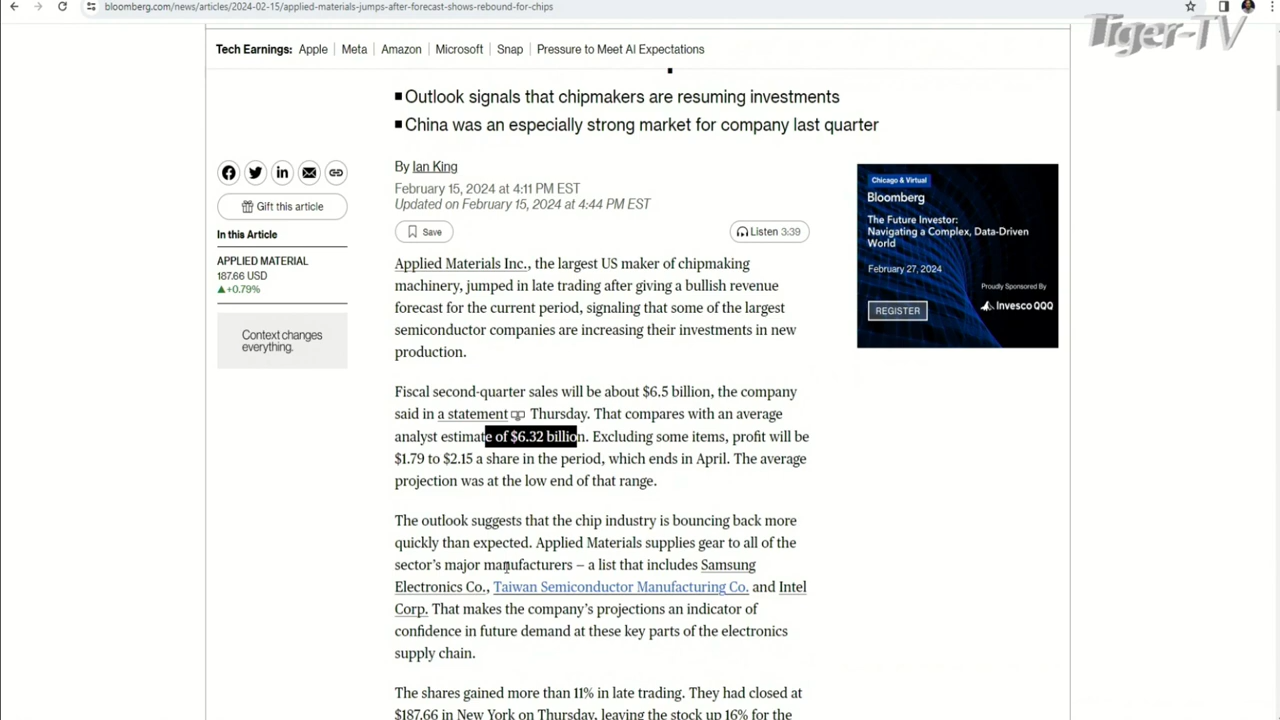 bloomberg.com/news/articles/2024-02-15/applied-materials-jumps-after-forecast-shows-rebound-for-chips
Tiger-TV
Tech Earnings: Apple | Meta | Amazon | Microsoft | Snap | Pressure to Meet AI Expectations
■ Outlook signals that chipmakers are resuming investments
■ China was an especially strong market for company last quarter
By Ian King
February 15, 2024 at 4:11 PM EST
Updated on February 15, 2024 at 4:44 PM EST
Save
Listen 3:39
Gift this article
In this Article
APPLIED MATERIAL
187.66 USD
▲+0.79%
Context changes
everything.
Applied Materials Inc., the largest US maker of chipmaking
machinery, jumped in late trading after giving a bullish revenue
forecast for the current period, signaling that some of the largest
semiconductor companies are increasing their investments in new
production.
Fiscal second-quarter sales will be about $6.5 billion, the company
said in a statement Thursday. That compares with an average
analyst estimate of $6.32 billion. Excluding some items, profit will be
$1.79 to $2.15 a share in the period, which ends in April. The average
projection was at the low end of that range.
The outlook suggests that the chip industry is bouncing back more
quickly than expected. Applied Materials supplies gear to all of the
sector's major manufacturers – a list that includes Samsung
Electronics Co., Taiwan Semiconductor Manufacturing Co. and Intel
Corp. That makes the company's projections an indicator of
confidence in future demand at these key parts of the electronics
supply chain.
The shares gained more than 11% in late trading. They had closed at
$187.66 in New York on Thursday, leaving the stock up 16% for the
Chicago & Virtual
Bloomberg
The Future Investor:
Navigating a Complex, Data-Driven
World
February 27, 2024
Proudly Sponsored By
Invesco QQQ
REGISTER